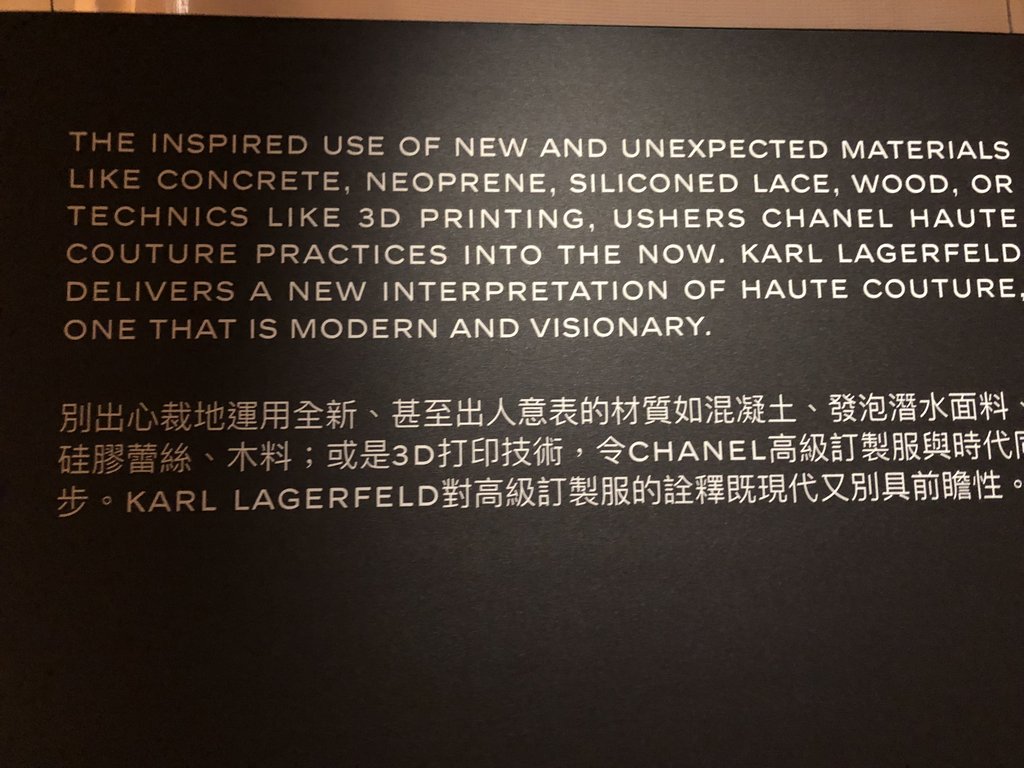 THE INSPIRED USE OF NEW AND UNEXPECTED MATERIALS
LIKE CONCRETE, NEOPRENE, SILICONED LACE, WOOD, OR
TECHNICS LIKE 3D PRINTING, USHERS CHANEL HAUTE
COUTURE PRACTICES INTO THE NOW. KARL LAGERFELD
DELIVERS A NEW INTERPRETATION OF HAUTE COUTURE,
ONE THAT IS MODERN AND VISIONARY.
別出心裁地運用全新、甚至出人意表的材質如混凝土、發泡潛水面料、
硅膠蕾絲、木料；或是3D打印技術，令CHANEL高級訂製服與時代同
步。KARL LAGERFELD對高級訂製服的詮釋既現代又別具前瞻性。